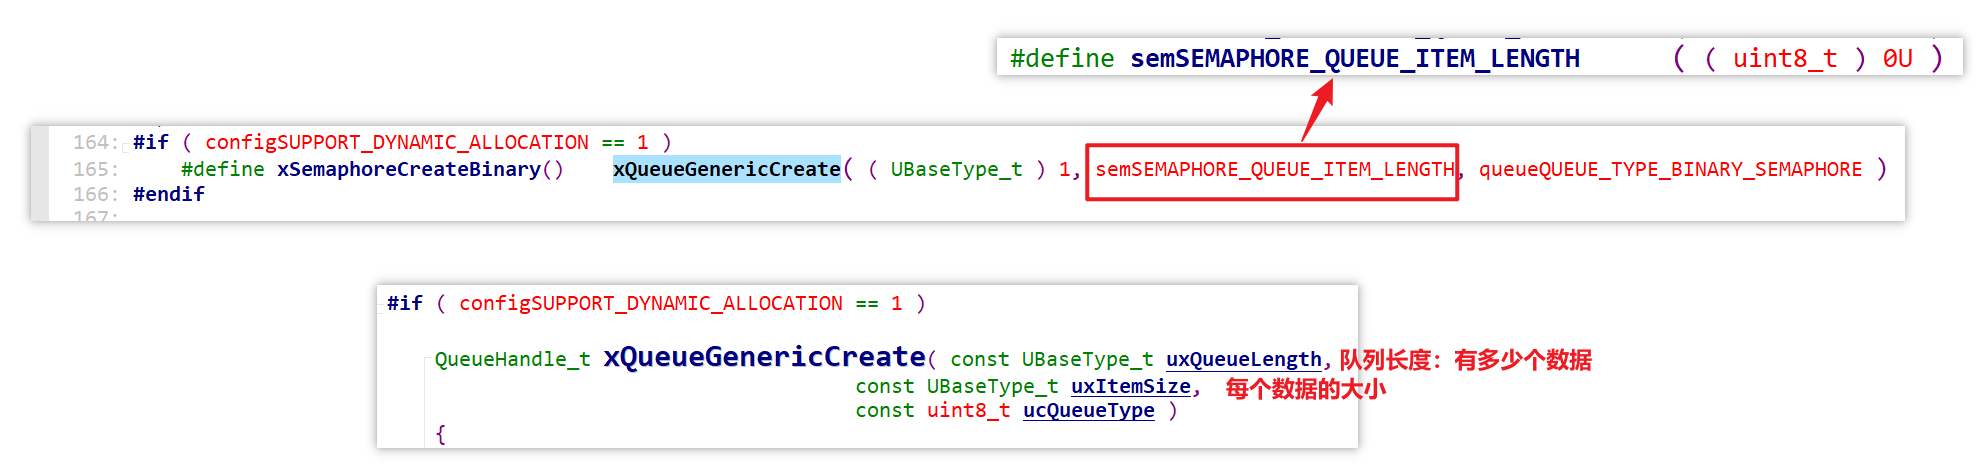 #define semSEMAPHORE_QUEUE_ITEM_LENGTH ( ( uint8_t ) 0U )
164: #if ( configSUPPORT_DYNAMIC_ALLOCATION == 1 )
165: #define xSemaphoreCreateBinary() xQueueGenericCreate( ( UBaseType_t ) 1, semSEMAPHORE_QUEUE_ITEM_LENGTH, queueQUEUE_TYPE_BINARY_SEMAPHORE )
166: #endif
167:
#if ( configSUPPORT_DYNAMIC_ALLOCATION == 1 )
QueueHandle_t xQueueGenericCreate( const UBaseType_t uxQueueLength, 队列长度：有多少个数据
const UBaseType_t uxItemSize, 每个数据的大小
const uint8_t ucQueueType )
{